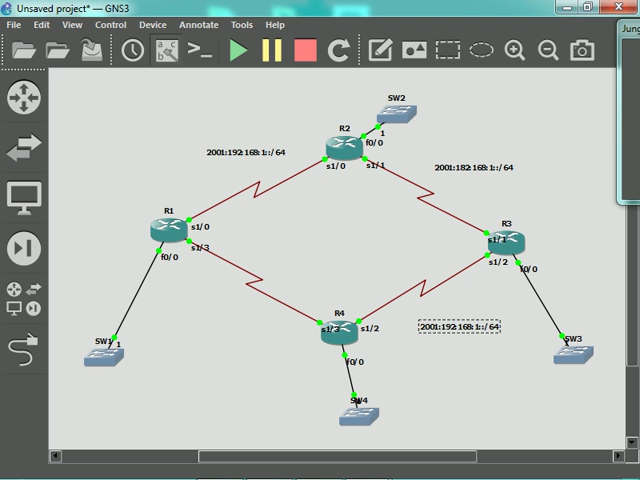 Unsaved project* — GNS3
File Edit View Control Device Annotate Tools Help
Jung
SW2
1
R2
f0/0
2001:192:168:1::/64
s1/0
s1/1
2001:182:168:1::/64
R1
s1/0
s1/3
f0/0
R3
s1/1
s1/2
f0/0
R4
s1/3
s1/2
2001:192:168:1::/64
f0/0
SW1
1
SW3
SW4